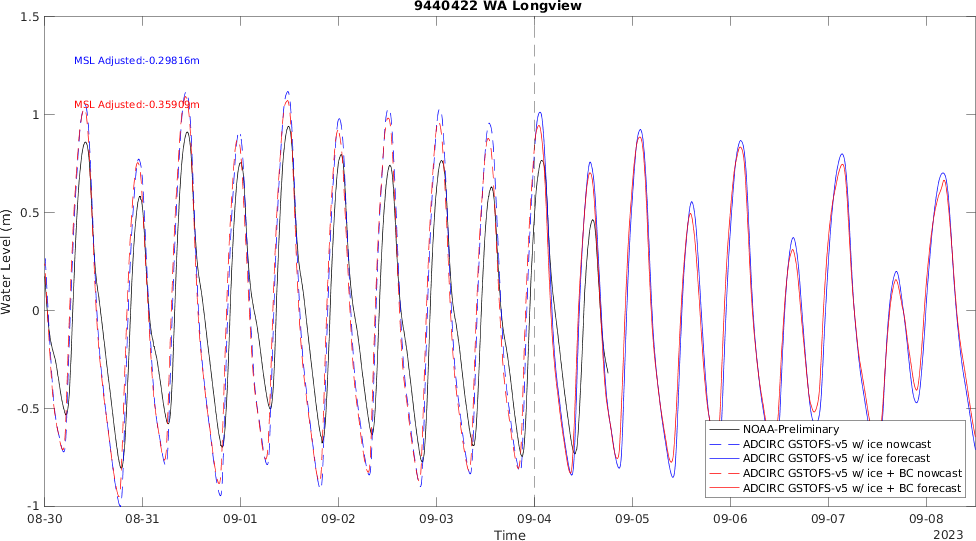 9440422 WA Longview
1.5
MSL Adjusted:-0.29816m
MSL Adjusted:-0.35909m
1
0.5
Water Level (m)
0
-0.5
-1
NOAA-Preliminary
ADCIRC GSTOFS-v5 w/ ice nowcast
ADCIRC GSTOFS-v5 w/ ice forecast
ADCIRC GSTOFS-v5 w/ ice + BC nowcast
ADCIRC GSTOFS-v5 w/ ice + BC forecast
08-30 08-31 09-01 09-02 09-03 09-04 09-05 09-06 09-07 09-08
Time
2023